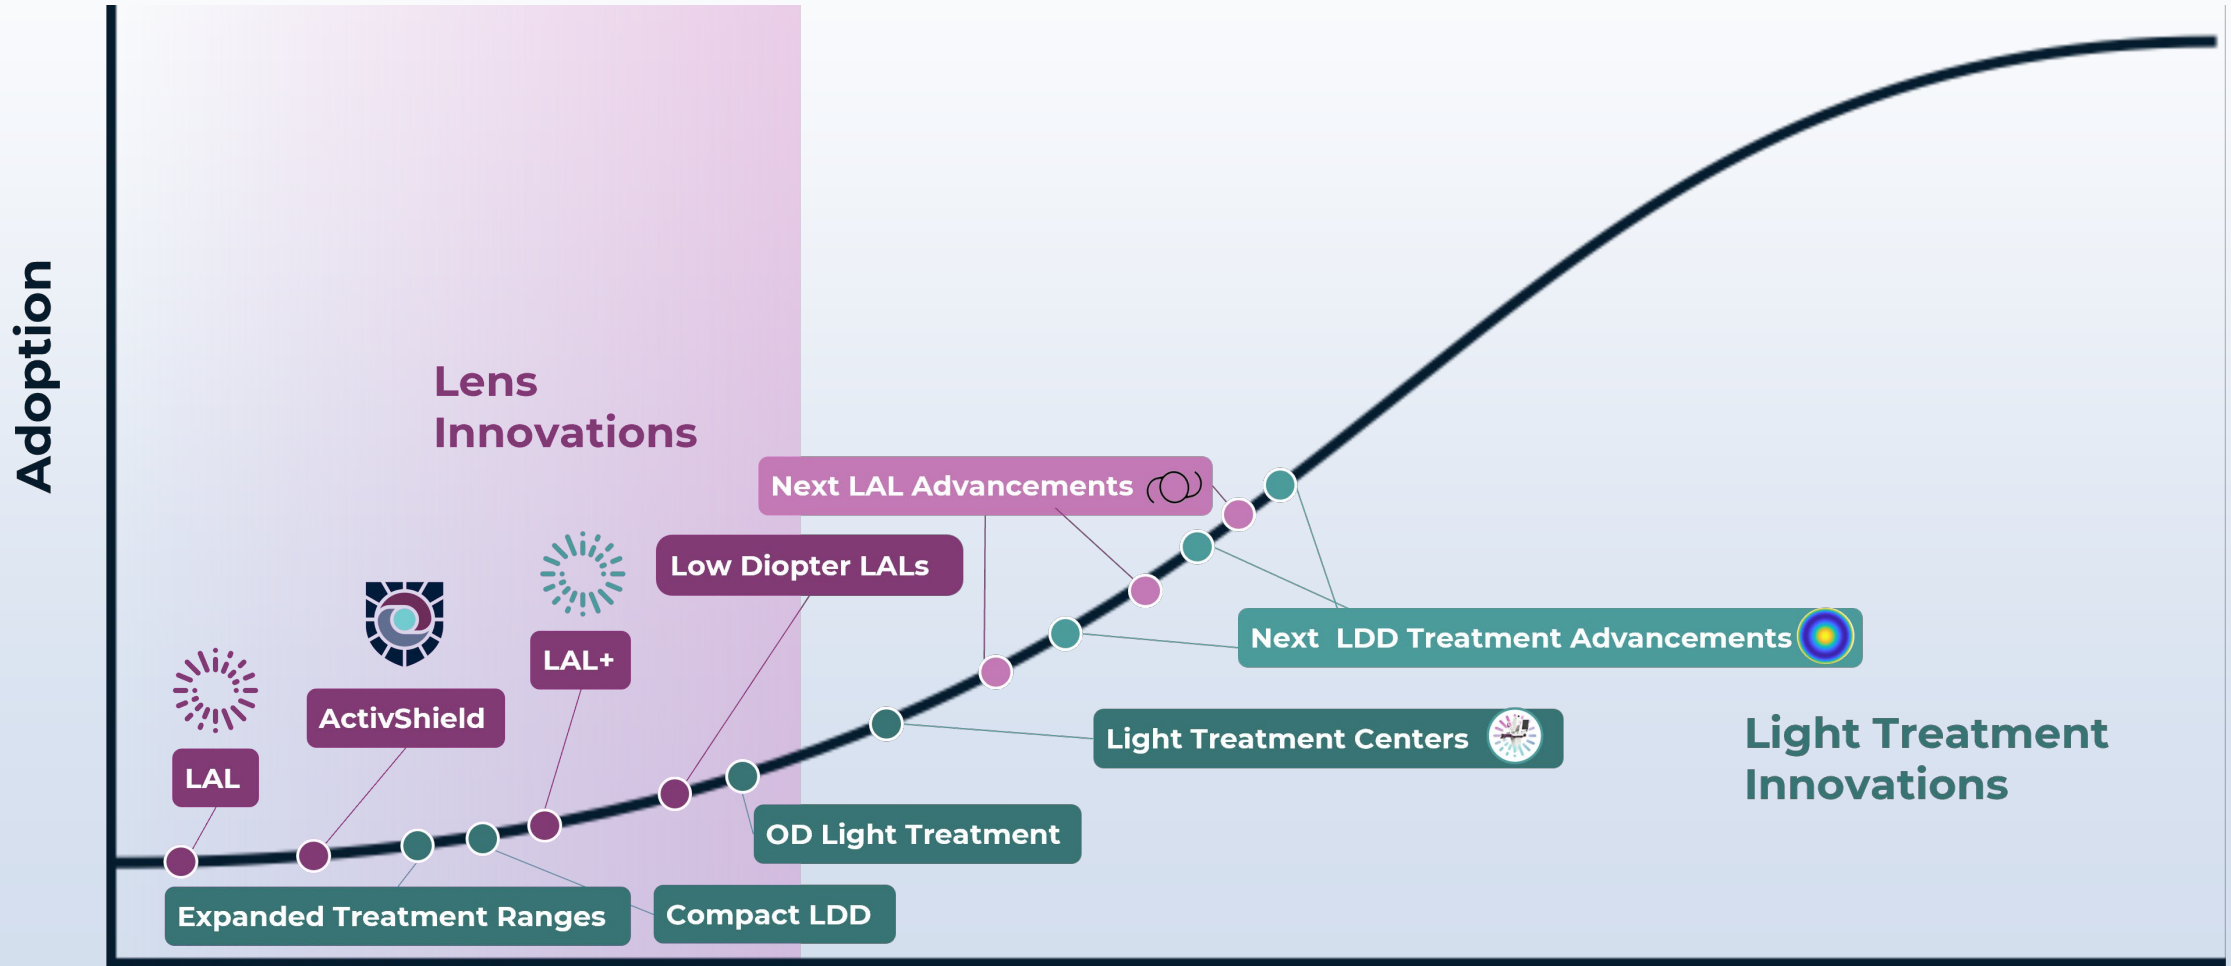 Adoption
Lens
Innovations
Next LAL Advancements
Low Diopter LALs
LAL+
ActivShield
LAL
Next LDD Treatment Advancements
Light Treatment Centers
Light Treatment
Innovations
OD Light Treatment
Expanded Treatment Ranges
Compact LDD